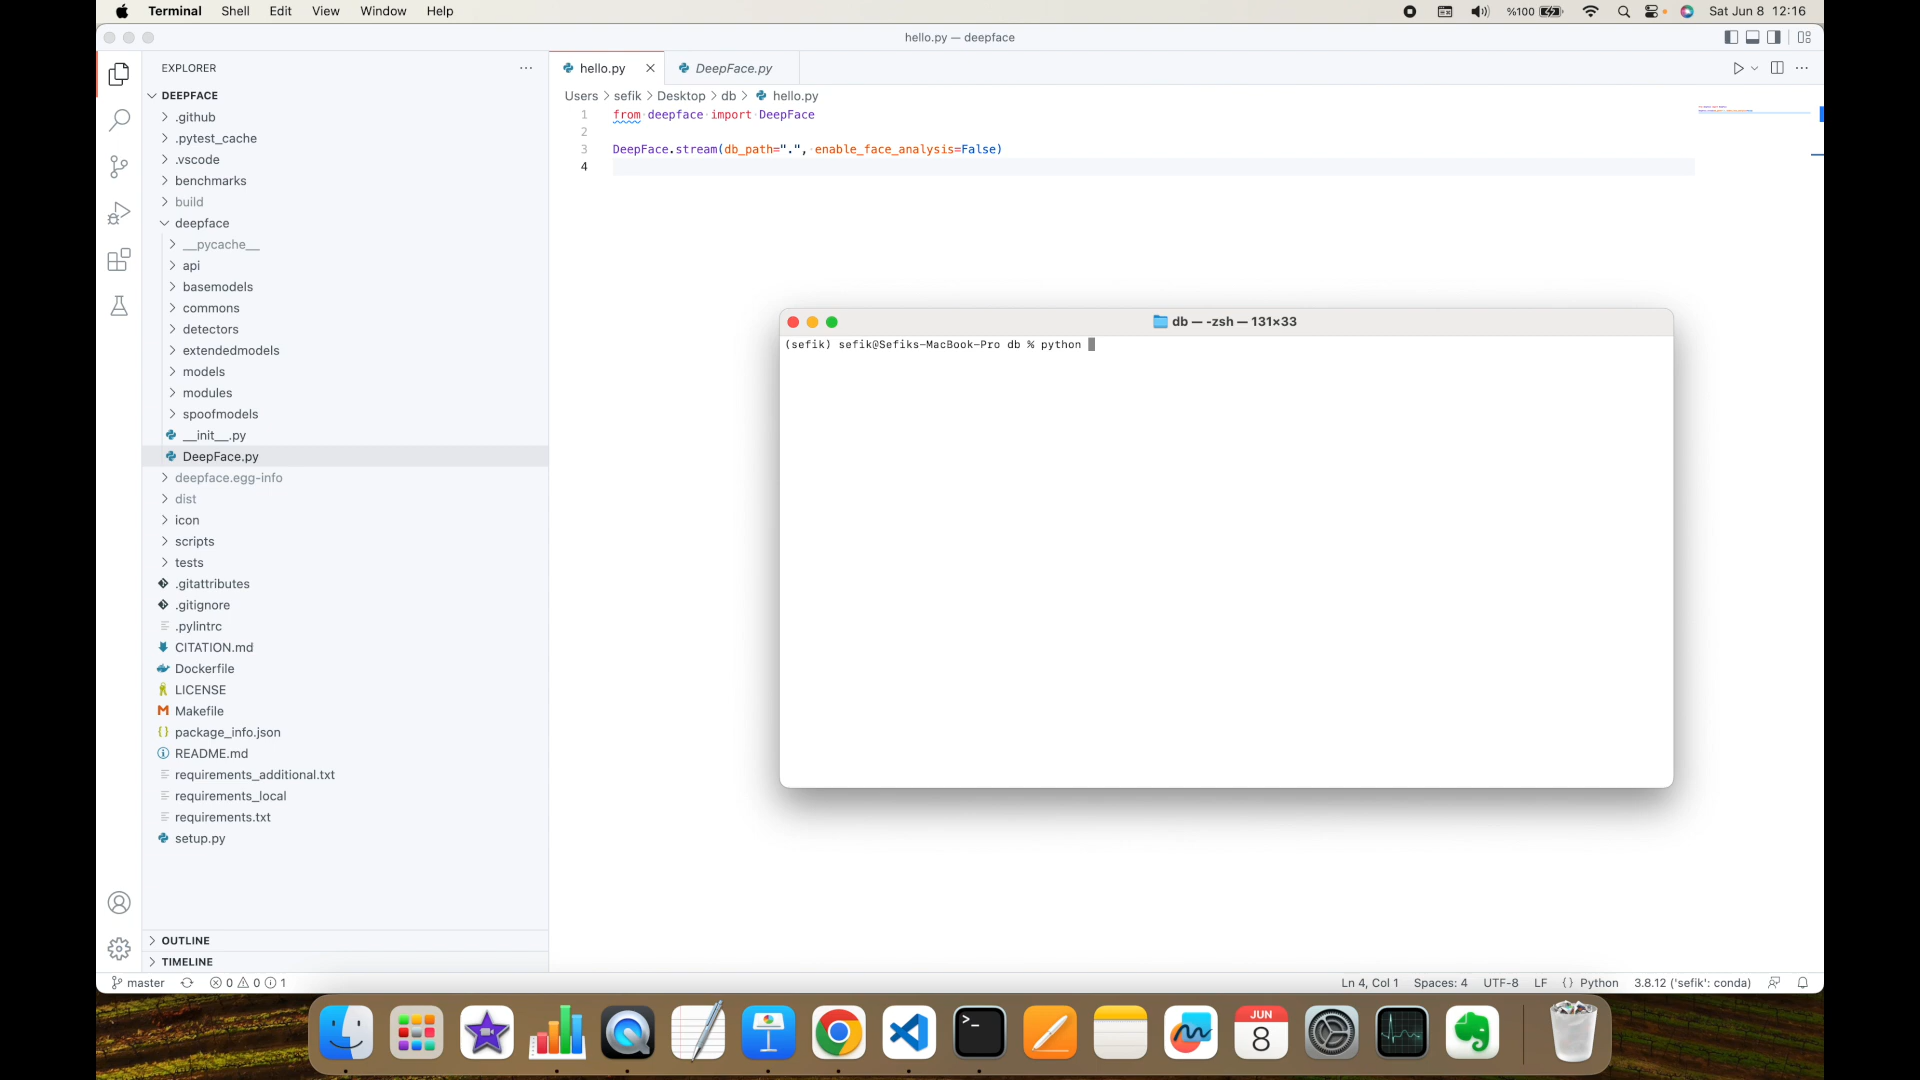 Terminal Shell Edit View Window Help
%100 Sat Jun 8 12:16
hello.py — deepface
EXPLORER
hello.py
DeepFace.py
DEEPFACE
Users > sefik > Desktop > db > hello.py
.github
.pytest_cache
.vscode
benchmarks
build
deepface
__pycache__
api
basemodels
commons
detectors
extendedmodels
models
modules
spoofmodels
__init__.py
DeepFace.py
deepface.egg-info
dist
icon
scripts
tests
.gitattributes
.gitignore
.pylintrc
CITATION.md
Dockerfile
LICENSE
Makefile
package_info.json
README.md
requirements_additional.txt
requirements_local
requirements.txt
setup.py
OUTLINE
TIMELINE
1 from deepface import DeepFace
2
3 DeepFace.stream(db_path=".", enable_face_analysis=False)
4
db — -zsh — 131×33
(sefik) sefik@Sefiks-MacBook-Pro db % python
master 0 0 1
Ln 4, Col 1 Spaces: 4 UTF-8 LF {} Python 3.8.12 ('sefik': conda)
JUN
8